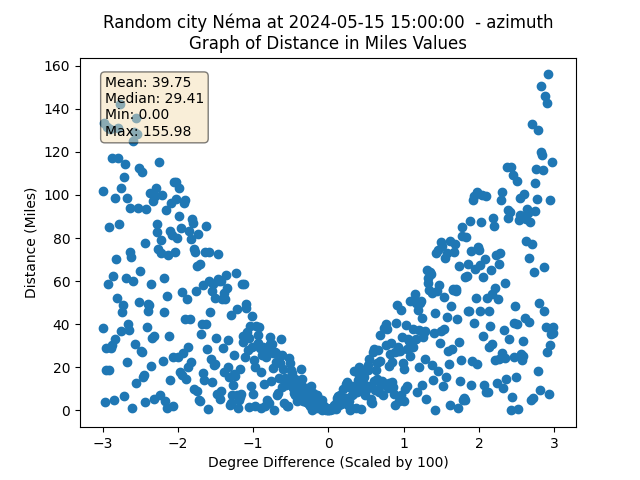 Random city Néma at 2024-05-15 15:00:00  - azimuth
Graph of Distance in Miles Values
160
140
120
100
80
60
40
20
0
Mean: 39.75
Median: 29.41
Min: 0.00
Max: 155.98
Distance (Miles)
−3
−2
−1
0
1
2
3
Degree Difference (Scaled by 100)